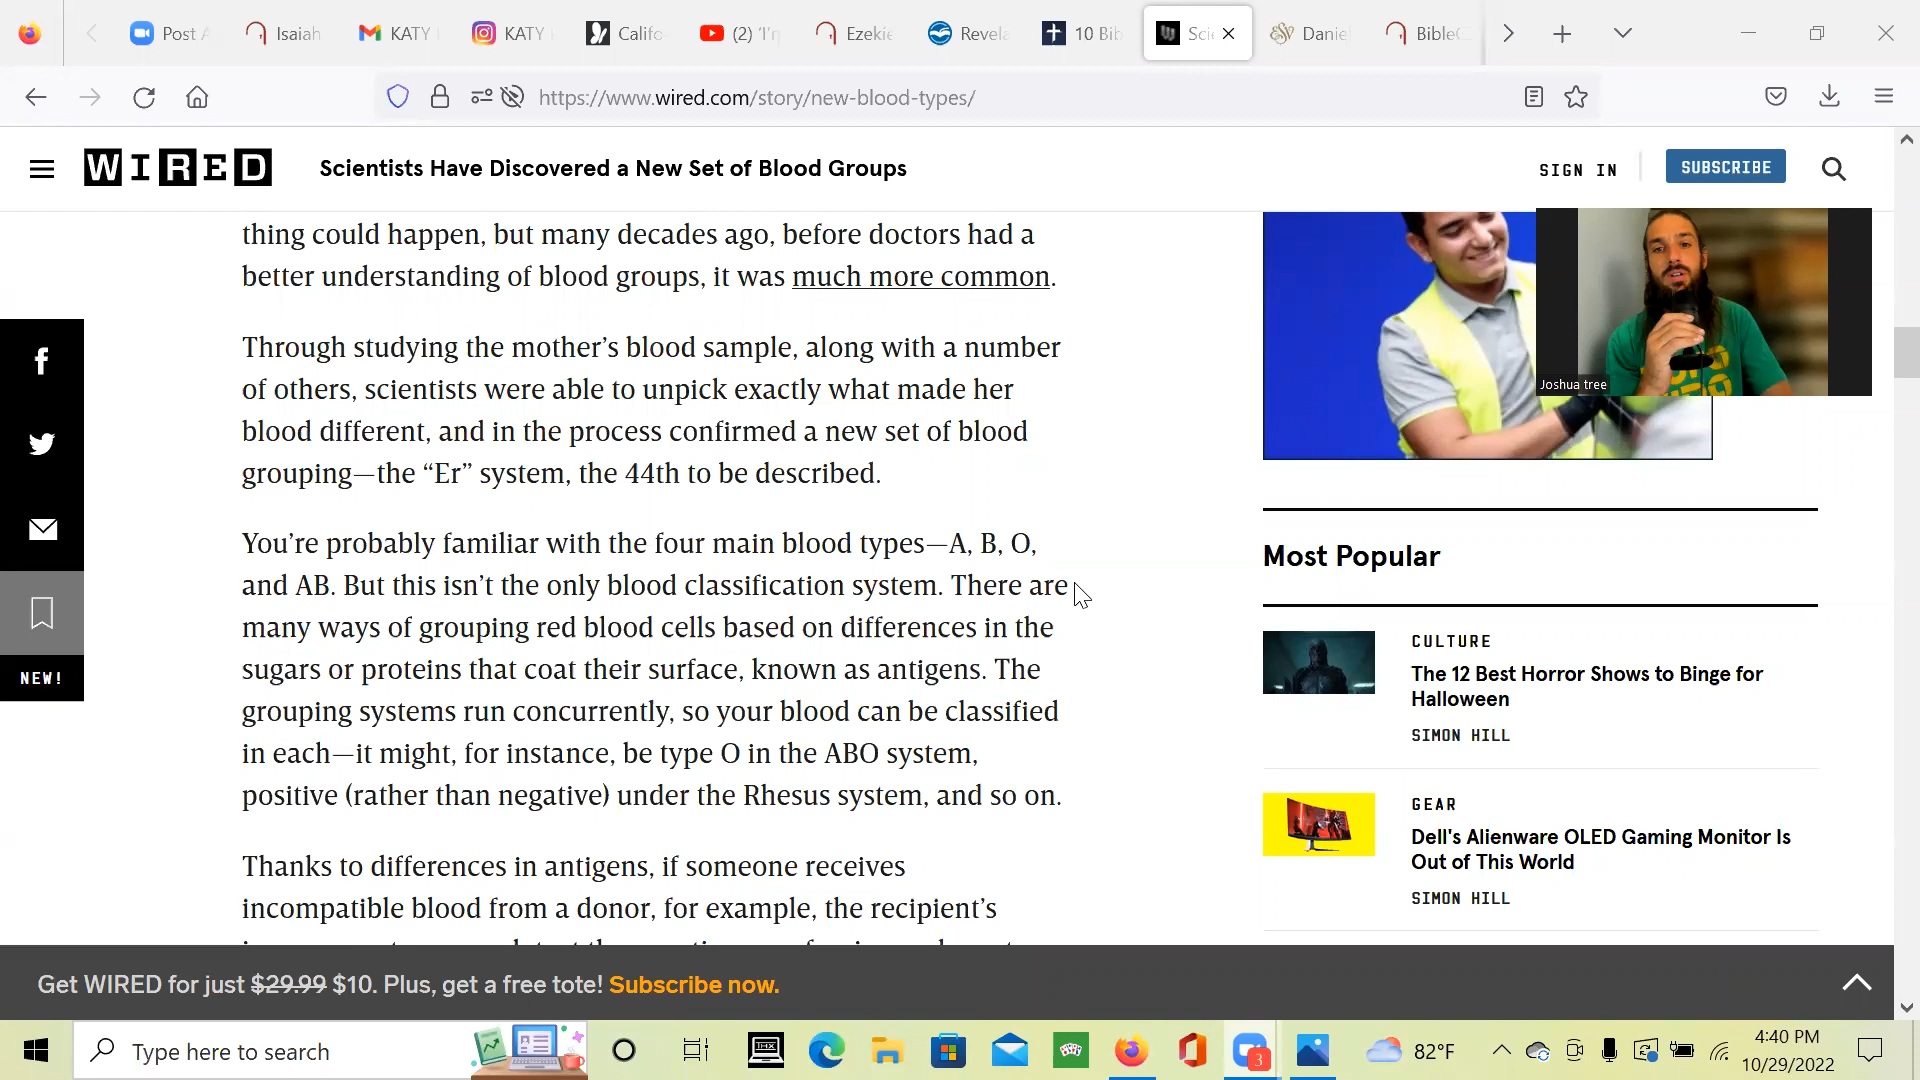 Post A
Isaiah
KATY
KATY
Califo
(2) 'I'm
Ezekie
Revela
10 Bib
Scie
Danie
BibleG
https://www.wired.com/story/new-blood-types/
WIRED
Scientists Have Discovered a New Set of Blood Groups
SIGN IN
SUBSCRIBE
thing could happen, but many decades ago, before doctors had a
better understanding of blood groups, it was much more common.
Through studying the mother’s blood sample, along with a number
of others, scientists were able to unpick exactly what made her
blood different, and in the process confirmed a new set of blood
grouping—the “Er” system, the 44th to be described.
You’re probably familiar with the four main blood types—A, B, O,
and AB. But this isn’t the only blood classification system. There are
many ways of grouping red blood cells based on differences in the
sugars or proteins that coat their surface, known as antigens. The
grouping systems run concurrently, so your blood can be classified
in each—it might, for instance, be type O in the ABO system,
positive (rather than negative) under the Rhesus system, and so on.
Thanks to differences in antigens, if someone receives
incompatible blood from a donor, for example, the recipient’s
NEW!
Joshua tree
Most Popular
CULTURE
The 12 Best Horror Shows to Binge for
Halloween
SIMON HILL
GEAR
Dell's Alienware OLED Gaming Monitor Is
Out of This World
SIMON HILL
Get WIRED for just $29.99 $10. Plus, get a free tote! Subscribe now.
Type here to search
THX
3
82°F
4:40 PM
10/29/2022